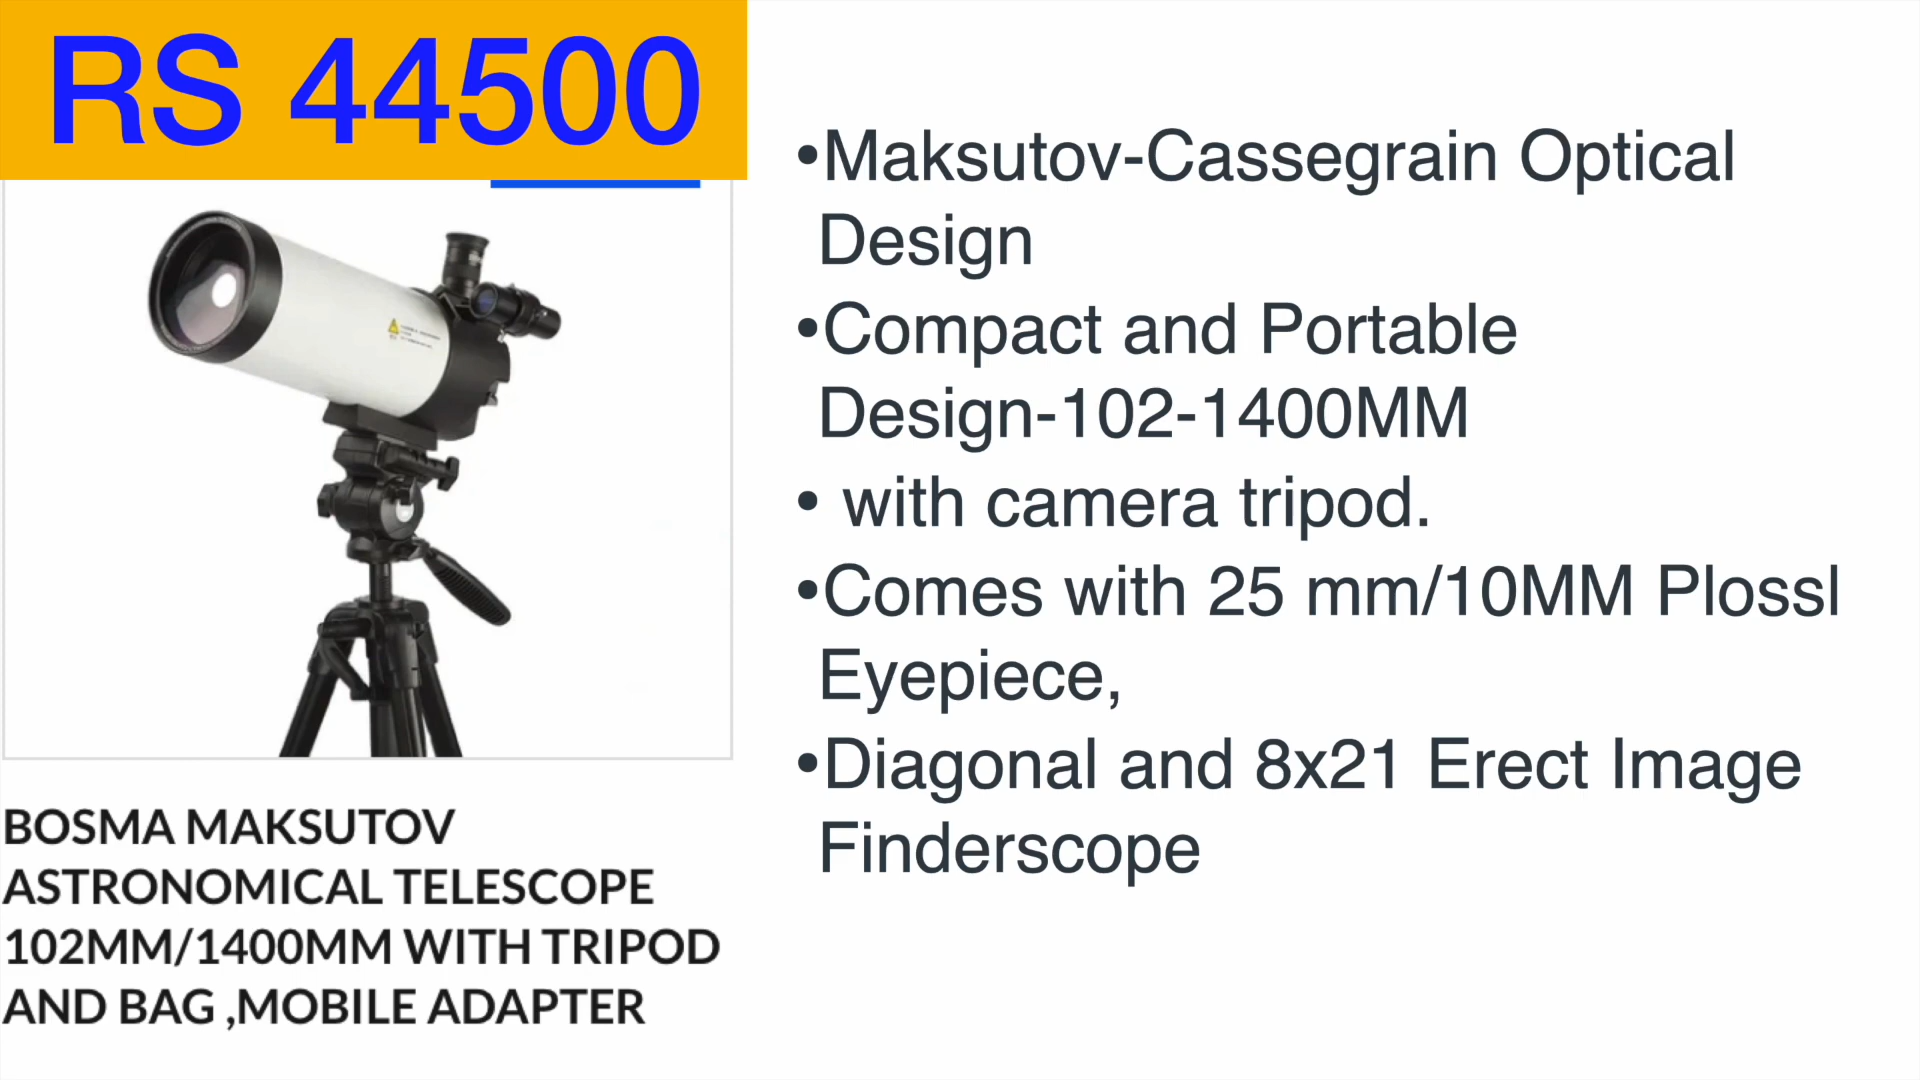 RS 44500
•Maksutov-Cassegrain Optical
Design
•Compact and Portable
Design-102-1400MM
• with camera tripod.
•Comes with 25 mm/10MM Plossl
Eyepiece,
•Diagonal and 8x21 Erect Image
Finderscope
BOSMA MAKSUTOV
ASTRONOMICAL TELESCOPE
102MM/1400MM WITH TRIPOD
AND BAG ,MOBILE ADAPTER